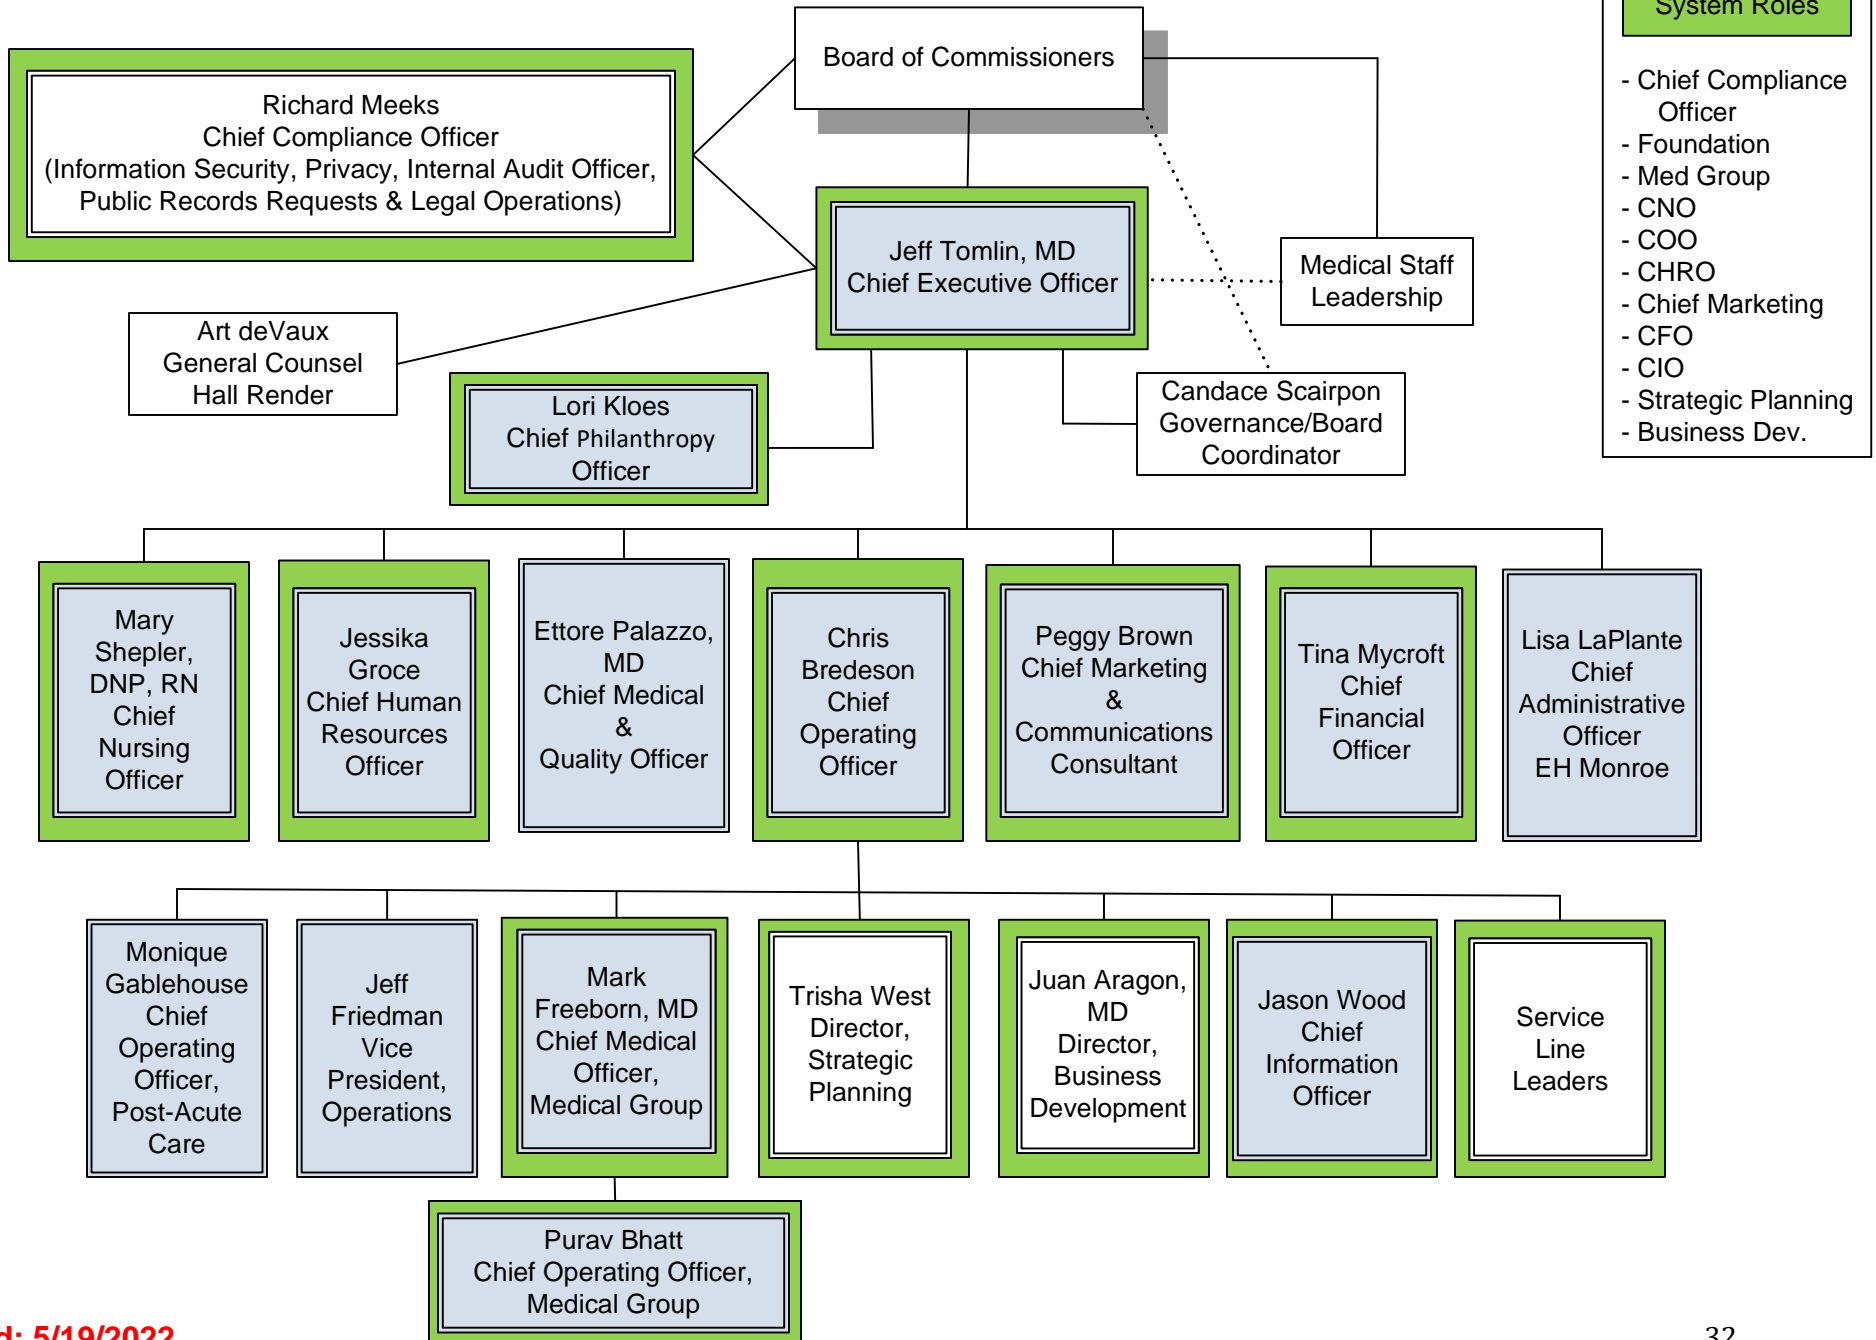 System Roles
- Chief Compliance
Officer
- Foundation
- Med Group
- CNO
- COO
- CHRO
- Chief Marketing
- CFO
- CIO
- Strategic Planning
- Business Dev.
Board of Commissioners
Richard Meeks
Chief Compliance Officer
(Information Security, Privacy, Internal Audit Officer,
Public Records Requests & Legal Operations)
Jeff Tomlin, MD
Chief Executive Officer
Medical Staff
Leadership
Art deVaux
General Counsel
Hall Render
Lori Kloes
Chief Philanthropy
Officer
Candace Scairpon
Governance/Board
Coordinator
Mary
Shepler,
DNP, RN
Chief
Nursing
Officer
Jessika
Groce
Chief Human
Resources
Officer
Ettore Palazzo,
MD
Chief Medical
&
Quality Officer
Chris
Bredeson
Chief
Operating
Officer
Peggy Brown
Chief Marketing
&
Communications
Consultant
Tina Mycroft
Chief
Financial
Officer
Lisa LaPlante
Chief
Administrative
Officer
EH Monroe
Monique
Gablehouse
Chief
Operating
Officer,
Post-Acute
Care
Jeff
Friedman
Vice
President,
Operations
Mark
Freeborn, MD
Chief Medical
Officer,
Medical Group
Trisha West
Director,
Strategic
Planning
Juan Aragon,
MD
Director,
Business
Development
Jason Wood
Chief
Information
Officer
Service
Line
Leaders
Purav Bhatt
Chief Operating Officer,
Medical Group
5/19/2022
32